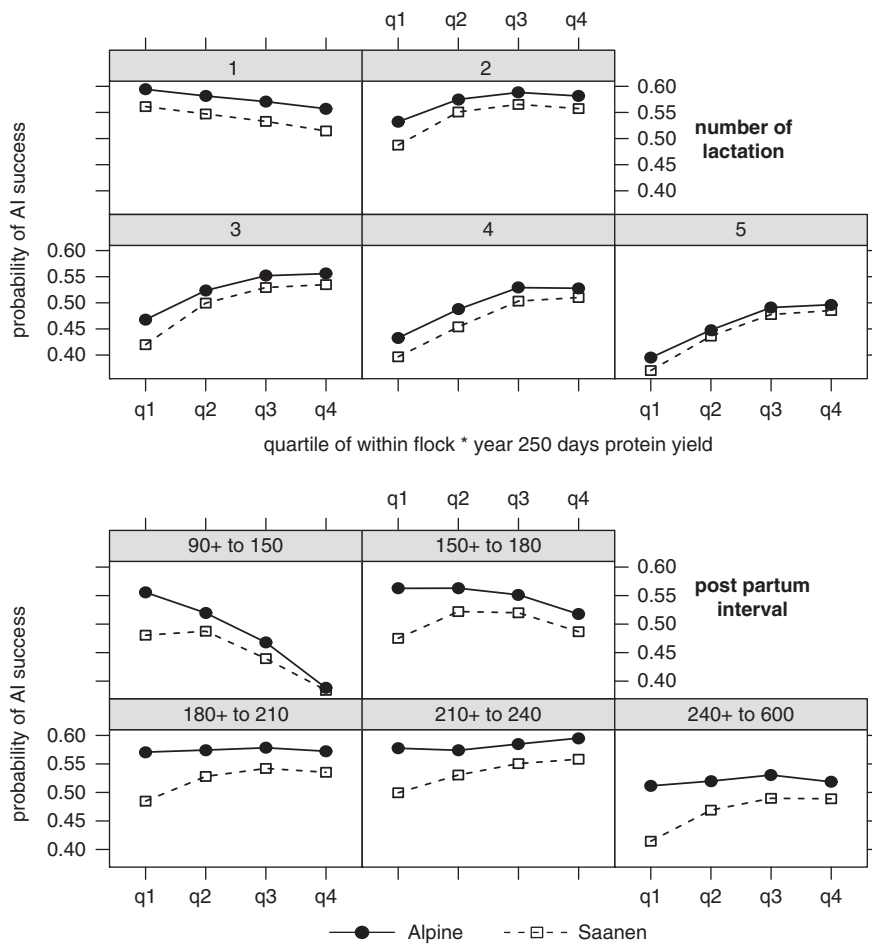 q1 q2 q3 q4
1 2
0.60
0.55
0.50
0.45
0.40
number of
lactation
probability of AI success
3 4 5
0.60
0.55
0.50
0.45
0.40
q1 q2 q3 q4 q1 q2 q3 q4
quartile of within flock * year 250 days protein yield
q1 q2 q3 q4
90+ to 150 150+ to 180
0.60
0.55
0.50
0.45
0.40
post partum
interval
probability of AI success
180+ to 210 210+ to 240 240+ to 600
0.60
0.55
0.50
0.45
0.40
q1 q2 q3 q4 q1 q2 q3 q4
Alpine Saanen